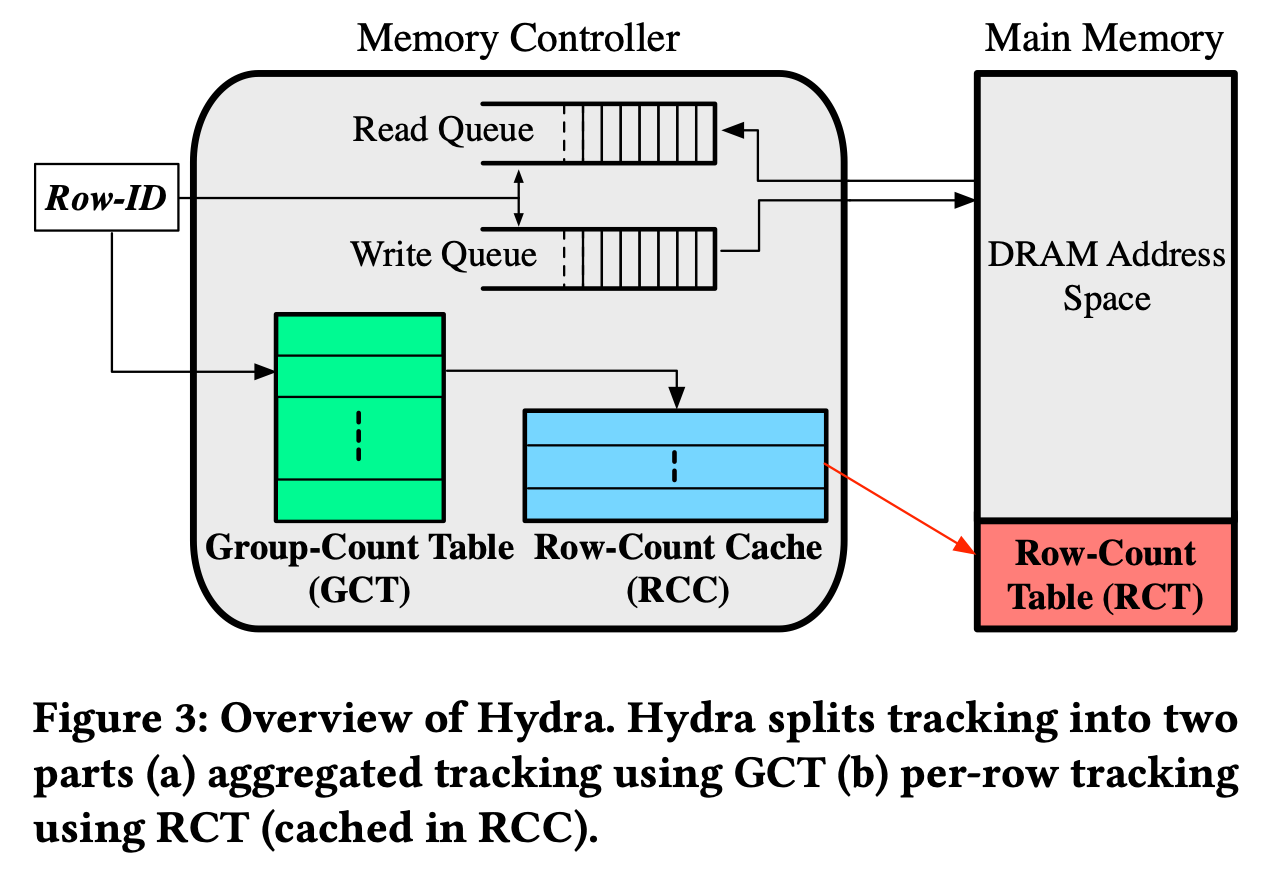 Memory Controller
Main Memory
Read Queue
Row-ID
Write Queue
DRAM Address
Space
Group-Count Table
(GCT)
Row-Count Cache
(RCC)
Row-Count
Table (RCT)
Figure 3: Overview of Hydra. Hydra splits tracking into two
parts (a) aggregated tracking using GCT (b) per-row tracking
using RCT (cached in RCC).